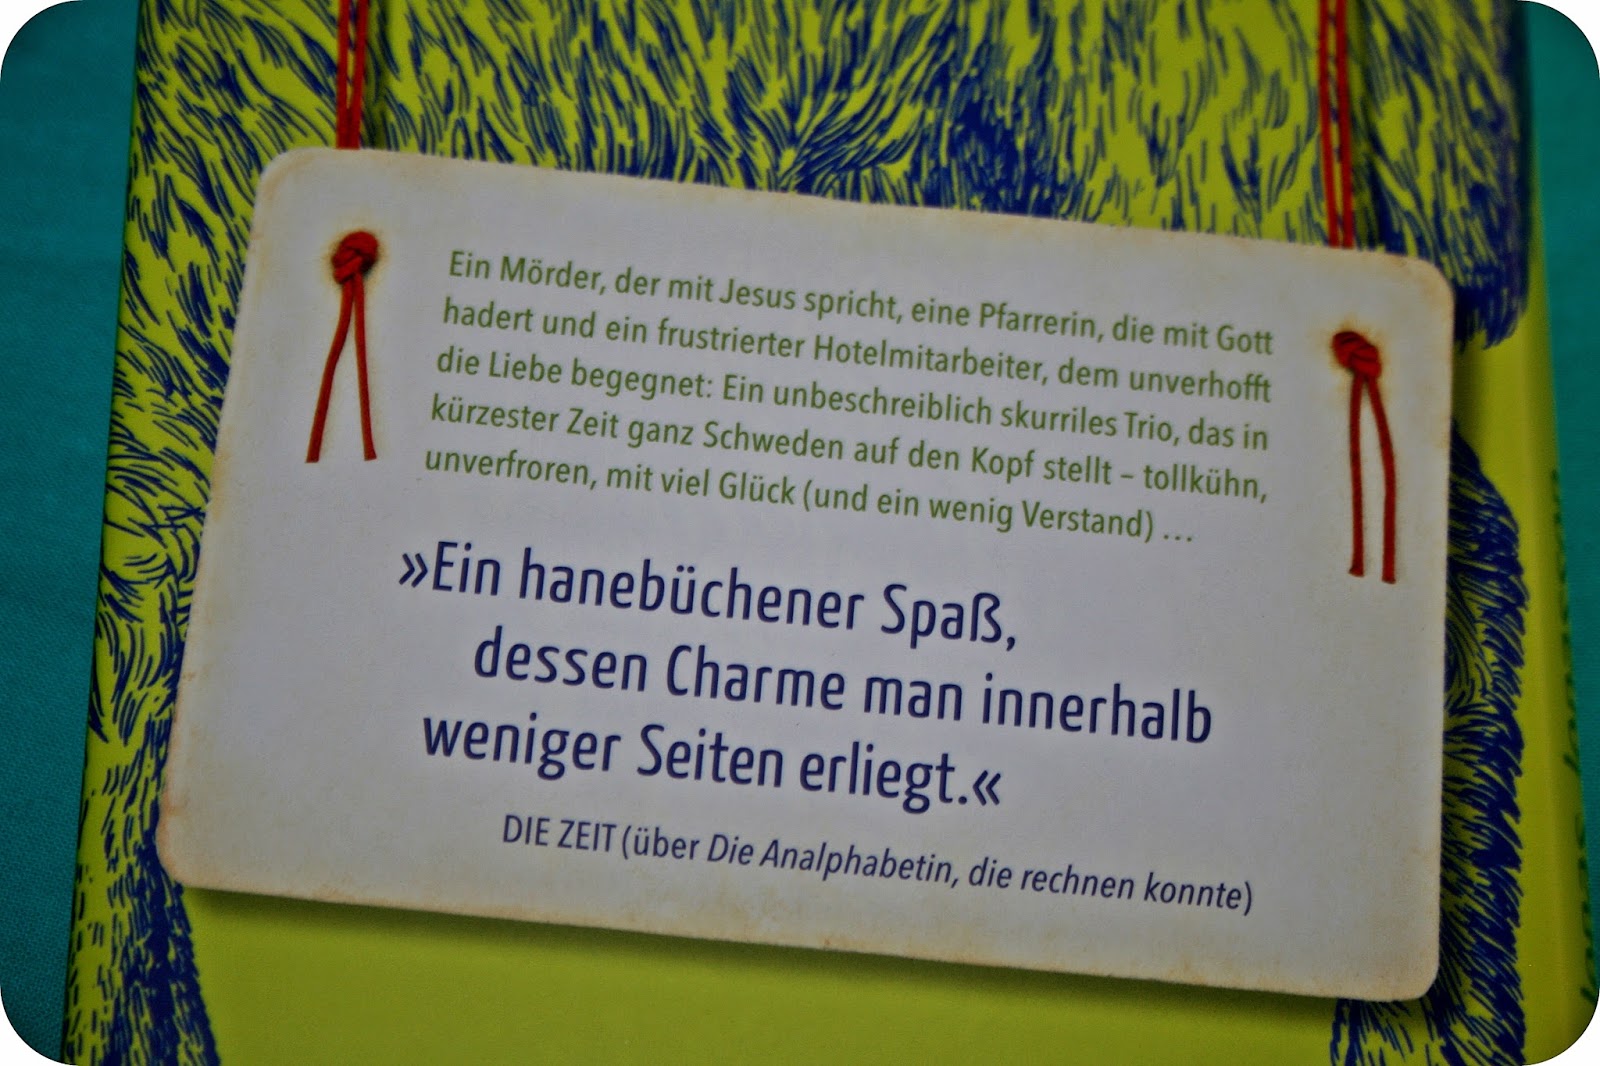 Ein Mörder, der mit Jesus spricht, eine Pfarrerin, die mit Gott
hadert und ein frustrierter Hotelmitarbeiter, dem unverhofft
die Liebe begegnet: Ein unbeschreiblich skurriles Trio, das in
kürzester Zeit ganz Schweden auf den Kopf stellt – tollkühn,
unverfroren, mit viel Glück (und ein wenig Verstand) …
»Ein hanebüchener Spaß,
dessen Charme man innerhalb
weniger Seiten erliegt.«
DIE ZEIT (über Die Analphabetin, die rechnen konnte)